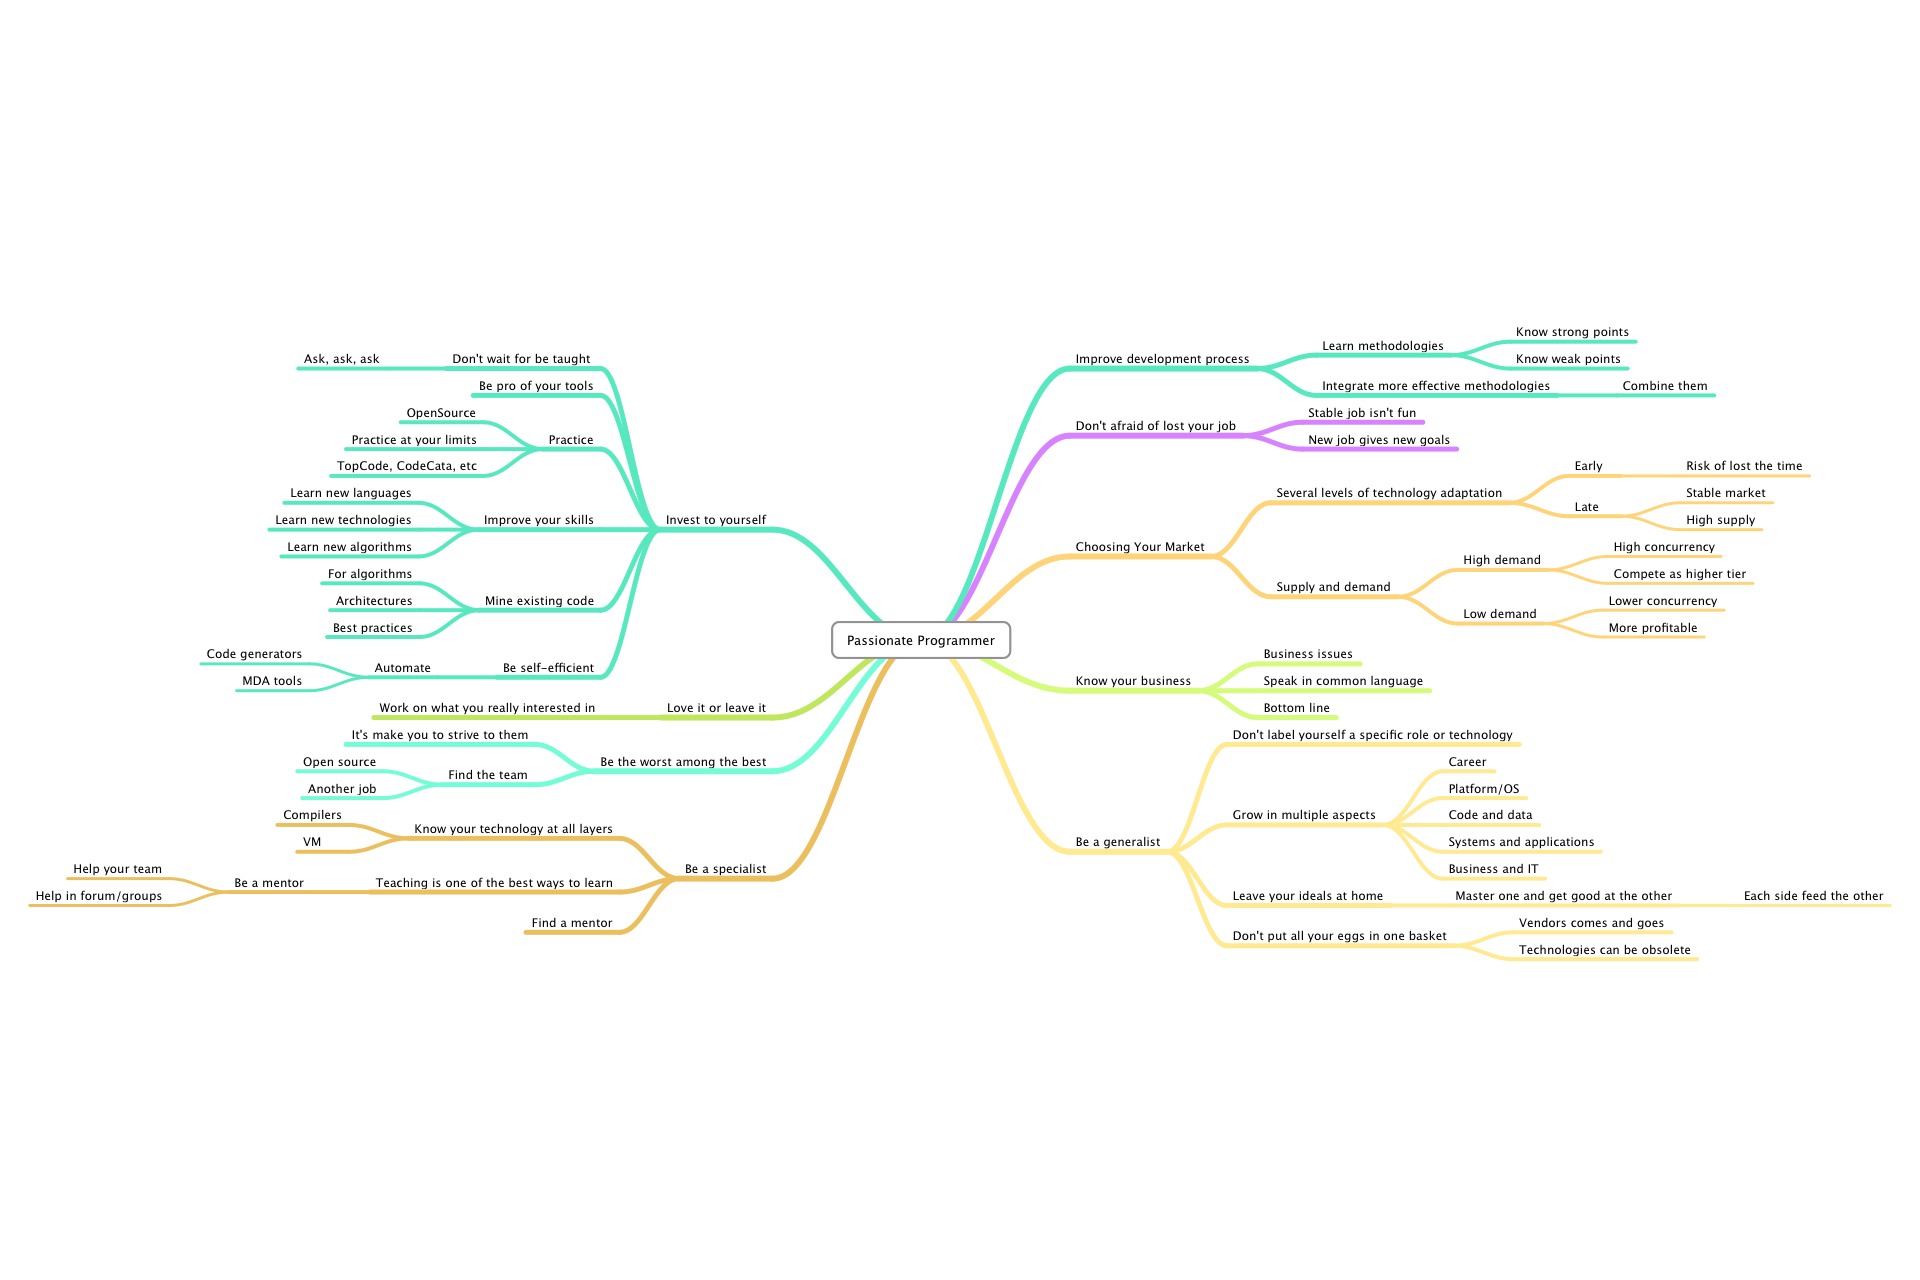 Passionate Programmer
Improve development process
Learn methodologies
Know strong points
Know weak points
Integrate more effective methodologies
Combine them
Don't afraid of lost your job
Stable job isn't fun
New job gives new goals
Choosing Your Market
Several levels of technology adaptation
Early
Risk of lost the time
Late
Stable market
High supply
Supply and demand
High demand
High concurrency
Compete as higher tier
Low demand
Lower concurrency
More profitable
Know your business
Business issues
Speak in common language
Bottom line
Be a generalist
Don't label yourself a specific role or technology
Grow in multiple aspects
Career
Platform/OS
Code and data
Systems and applications
Business and IT
Leave your ideals at home
Master one and get good at the other
Each side feed the other
Don't put all your eggs in one basket
Vendors comes and goes
Technologies can be obsolete
Invest to yourself
Don't wait for be taught
Ask, ask, ask
Be pro of your tools
Practice
OpenSource
Practice at your limits
TopCode, CodeCata, etc
Improve your skills
Learn new languages
Learn new technologies
Learn new algorithms
Mine existing code
For algorithms
Architectures
Best practices
Be self-efficient
Automate
Code generators
MDA tools
Love it or leave it
Work on what you really interested in
Be the worst among the best
It's make you to strive to them
Find the team
Open source
Another job
Be a specialist
Know your technology at all layers
Compilers
VM
Teaching is one of the best ways to learn
Be a mentor
Help your team
Help in forum/groups
Find a mentor